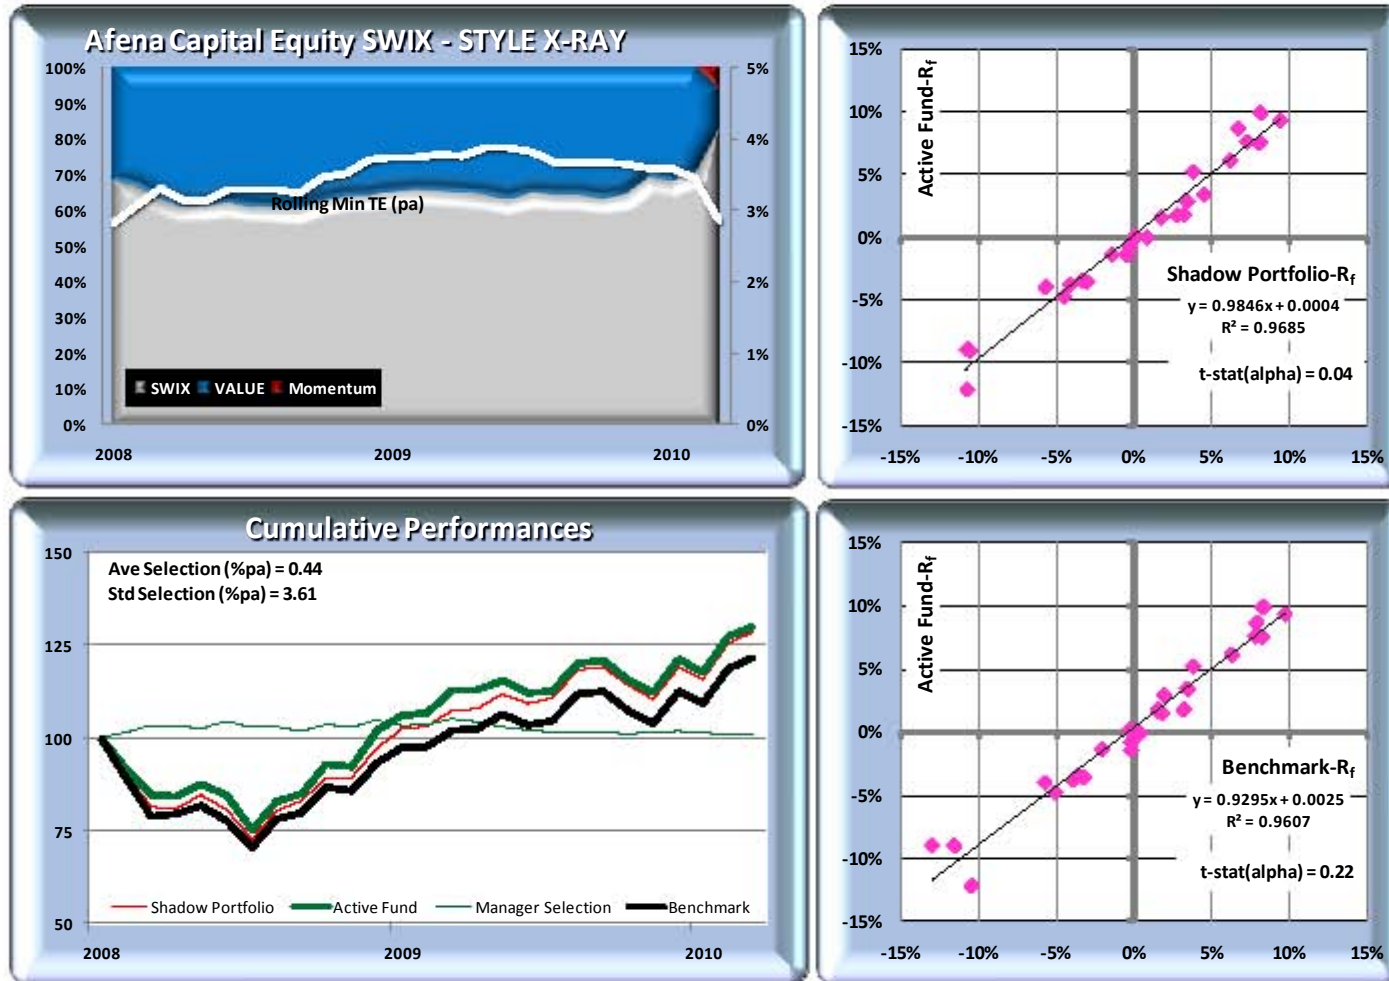 Afena Capital Equity SWIX - STYLE X-RAY
100%
90%
80%
70%
60%
50%
40%
30%
20%
10%
0%
5%
4%
3%
2%
1%
0%
Rolling Min TE (pa)
SWIX VALUE Momentum
2008 2009 2010
15%
10%
5%
0%
-5%
-10%
-15%
Active Fund-Rf
Shadow Portfolio-Rf
y = 0.9846x + 0.0004
R² = 0.9685
t-stat(alpha) = 0.04
-15% -10% -5% 0% 5% 10% 15%
Cumulative Performances
150
125
100
75
50
Ave Selection (%pa) = 0.44
Std Selection (%pa) = 3.61
Shadow Portfolio Active Fund Manager Selection Benchmark
2008 2009 2010
15%
10%
5%
0%
-5%
-10%
-15%
Active Fund-Rf
Benchmark-Rf
y = 0.9295x + 0.0025
R² = 0.9607
t-stat(alpha) = 0.22
-15% -10% -5% 0% 5% 10% 15%